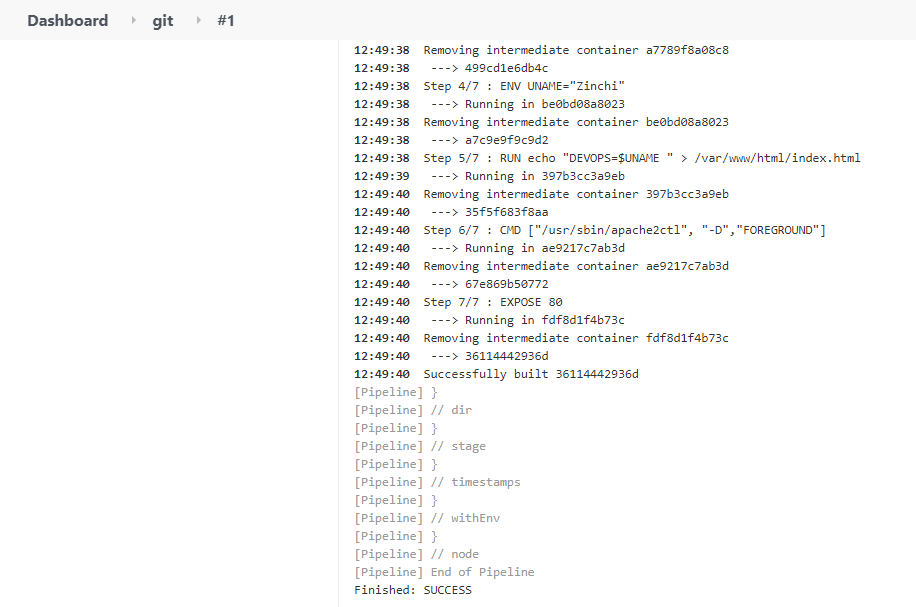 Dashboard git #1
12:49:38 Removing intermediate container a7789f8a08c8
12:49:38 ---> 499cd1e6db4c
12:49:38 Step 4/7 : ENV UNAME="Zinchi"
12:49:38 ---> Running in be0bd08a8023
12:49:38 Removing intermediate container be0bd08a8023
12:49:38 ---> a7c9e9f9c9d2
12:49:38 Step 5/7 : RUN echo "DEVOPS=$UNAME " > /var/www/html/index.html
12:49:39 ---> Running in 397b3cc3a9eb
12:49:40 Removing intermediate container 397b3cc3a9eb
12:49:40 ---> 35f5f683f8aa
12:49:40 Step 6/7 : CMD ["/usr/sbin/apache2ctl", "-D","FOREGROUND"]
12:49:40 ---> Running in ae9217c7ab3d
12:49:40 Removing intermediate container ae9217c7ab3d
12:49:40 ---> 67e869b50772
12:49:40 Step 7/7 : EXPOSE 80
12:49:40 ---> Running in fdf8d1f4b73c
12:49:40 Removing intermediate container fdf8d1f4b73c
12:49:40 ---> 36114442936d
12:49:40 Successfully built 36114442936d
[Pipeline] }
[Pipeline] // dir
[Pipeline] }
[Pipeline] // stage
[Pipeline] }
[Pipeline] // timestamps
[Pipeline] }
[Pipeline] // withEnv
[Pipeline] }
[Pipeline] // node
[Pipeline] End of Pipeline
Finished: SUCCESS